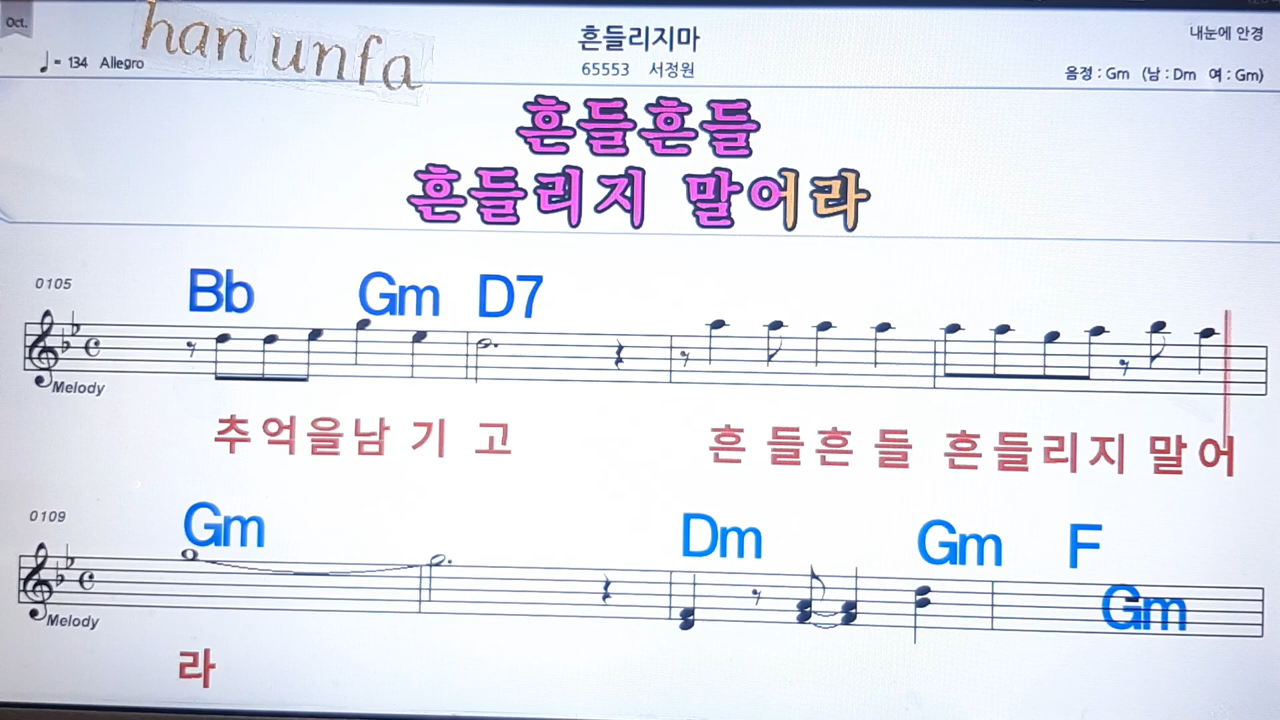 Oct.
han unfa
흔들리지마
내눈에 안경
♩= 134 Allegro
65553 서정원
음정 : Gm (남 : Dm 여 : Gm)
흔들흔들
흔들리지 말어라
0105
Bb Gm D7
Melody
추억을남 기 고 흔 들흔 들 흔들리지 말어
0109
Gm Dm Gm F
Gm
Melody
라